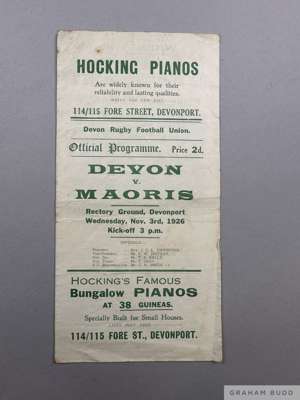 HOCKING PIANOS
Are widely known for their
reliability and lasting qualities.
114/115 FORE STREET, DEVONPORT.
Devon Rugby Football Union.
Official Programme. Price 2d.
DEVON
V.
MAORIS
Rectory Ground, Devonport
Wednesday, Nov. 3rd, 1926
Kick-off 3 p.m.
HOCKING'S FAMOUS
Bungalow PIANOS
AT 38 GUINEAS.
Specially Built for Small Houses.
114/115 FORE ST., DEVONPORT.
GRAHAM BUDD